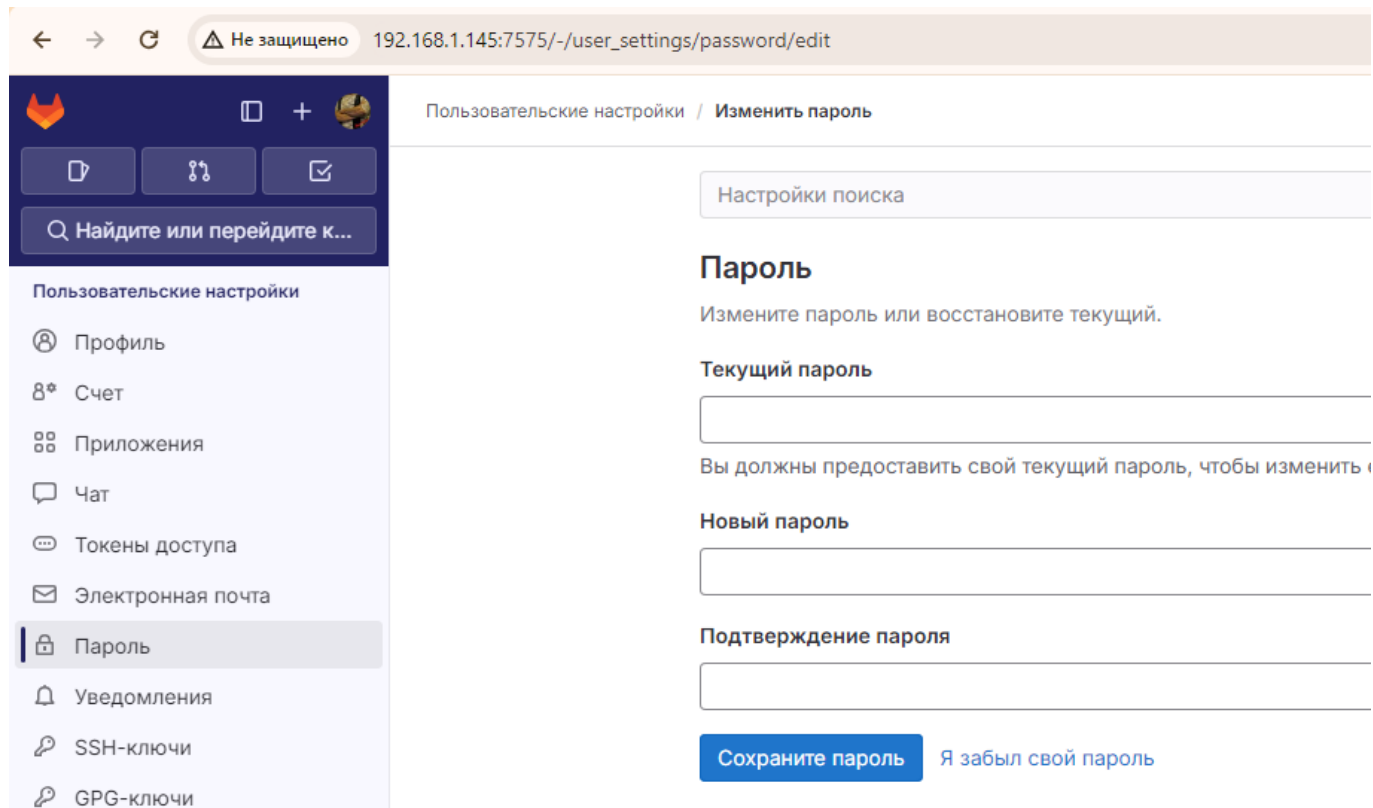 Не защищено 192.168.1.145:7575/-/user_settings/password/edit
Пользовательские настройки / Изменить пароль
Найдите или перейдите к...
Пользовательские настройки
Профиль
Счет
Приложения
Чат
Токены доступа
Электронная почта
Пароль
Уведомления
SSH-ключи
GPG-ключи
Настройки поиска
Пароль
Измените пароль или восстановите текущий.
Текущий пароль
Вы должны предоставить свой текущий пароль, чтобы изменить
Новый пароль
Подтверждение пароля
Сохраните пароль Я забыл свой пароль